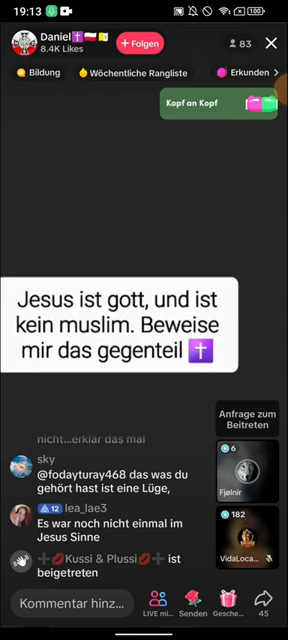 19:13
100
Daniel✝️🇵🇱🇻🇦
8.4K Likes
+ Folgen
83
Bildung
Wöchentliche Rangliste
Erkunden
Kopf an Kopf
Jesus ist gott, und ist
kein muslim. Beweise
mir das gegenteil ✝️
nicht...erklär das mal
sky
@fodayturay468 das was du
gehört hast ist eine Lüge,
12 lea_lae3
Es war noch nicht einmal im
Jesus Sinne
➕💋Kussi & Plussi💋➕ ist
beigetreten
Anfrage zum
Beitreten
6
Fjølnir
182
VidaLoca...
Kommentar hinz...
LIVE mi...
Senden
Gesche...
45